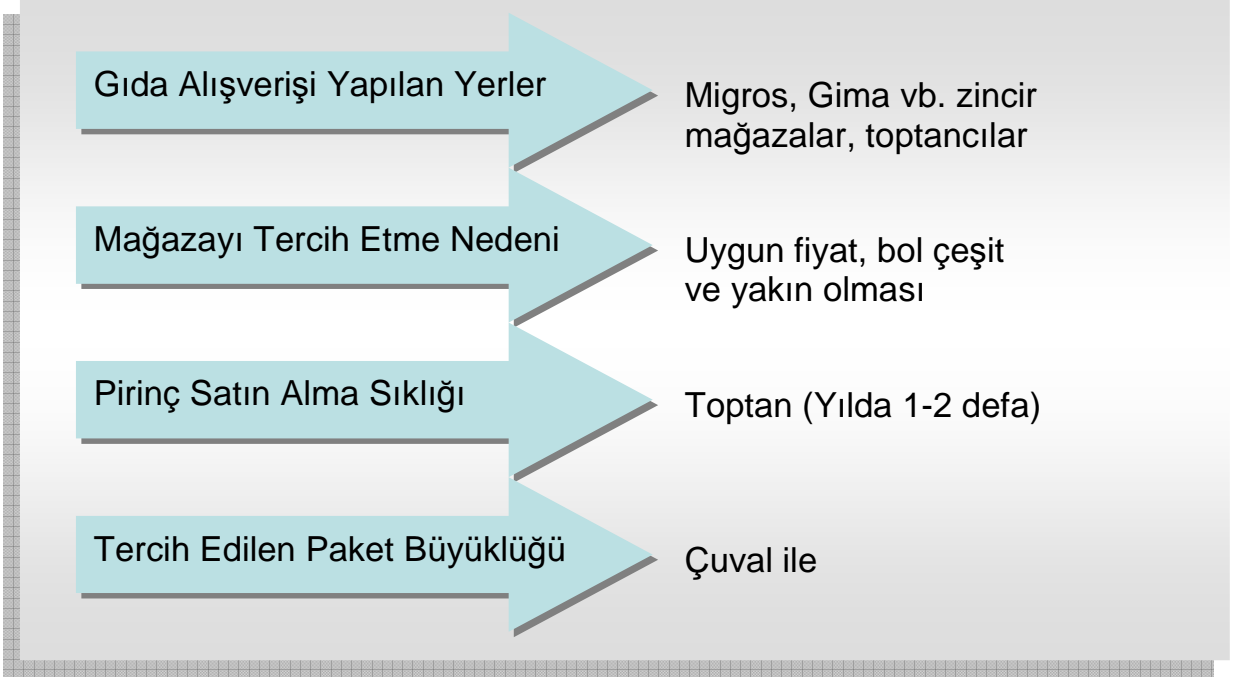 Gıda Alışverişi Yapılan Yerler
Migros, Gima vb. zincir
mağazalar, toptancılar
Mağazayı Tercih Etme Nedeni
Uygun fiyat, bol çeşit
ve yakın olması
Pirinç Satın Alma Sıklığı
Toptan (Yılda 1-2 defa)
Tercih Edilen Paket Büyüklüğü
Çuval ile